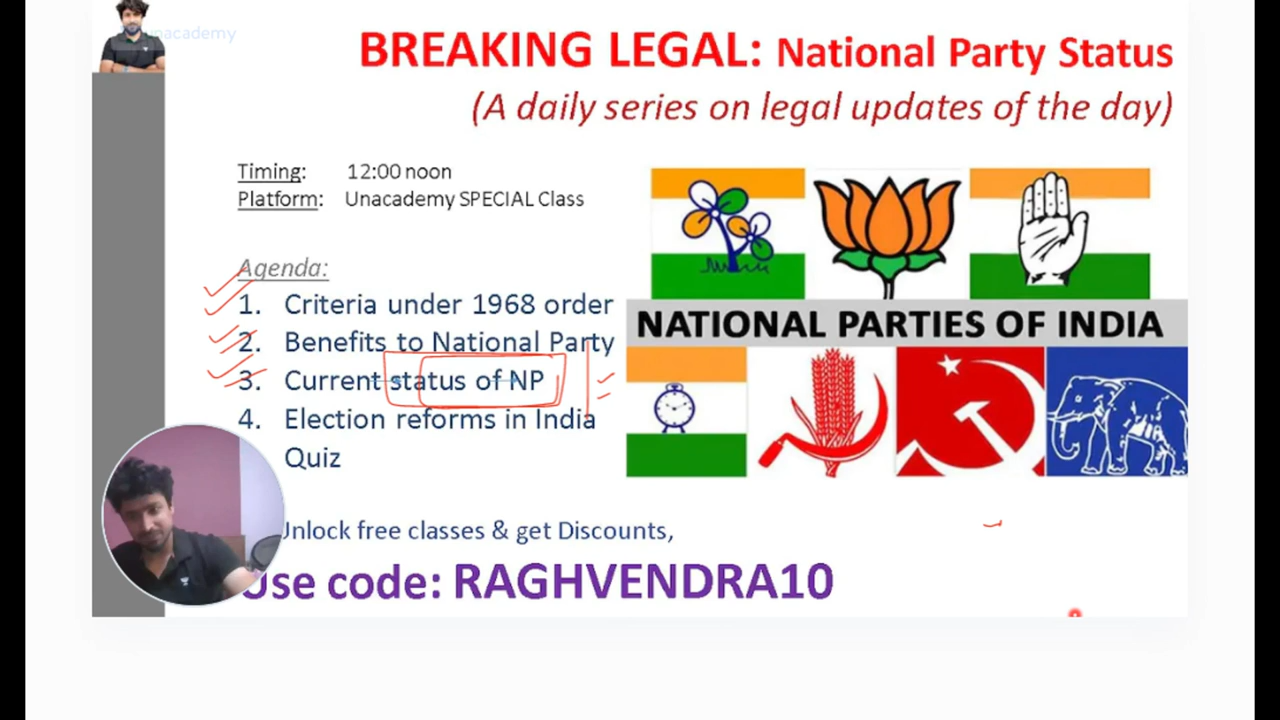 unacademy
BREAKING LEGAL: National Party Status
(A daily series on legal updates of the day)
Timing: 12:00 noon
Platform: Unacademy SPECIAL Class
Agenda:
1. Criteria under 1968 order
2. Benefits to National Party
3. Current status of NP
4. Election reforms in India
Quiz
NATIONAL PARTIES OF INDIA
Unlock free classes & get Discounts,
Use code: RAGHVENDRA10